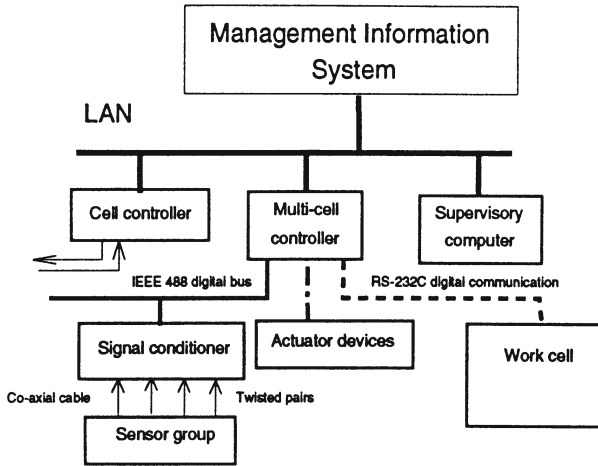 Management Information
System
LAN
Cell controller
Multi-cell
controller
Supervisory
computer
IEEE 488 digital bus
RS-232C digital communication
Signal conditioner
Actuator devices
Work cell
Co-axial cable
Twisted pairs
Sensor group